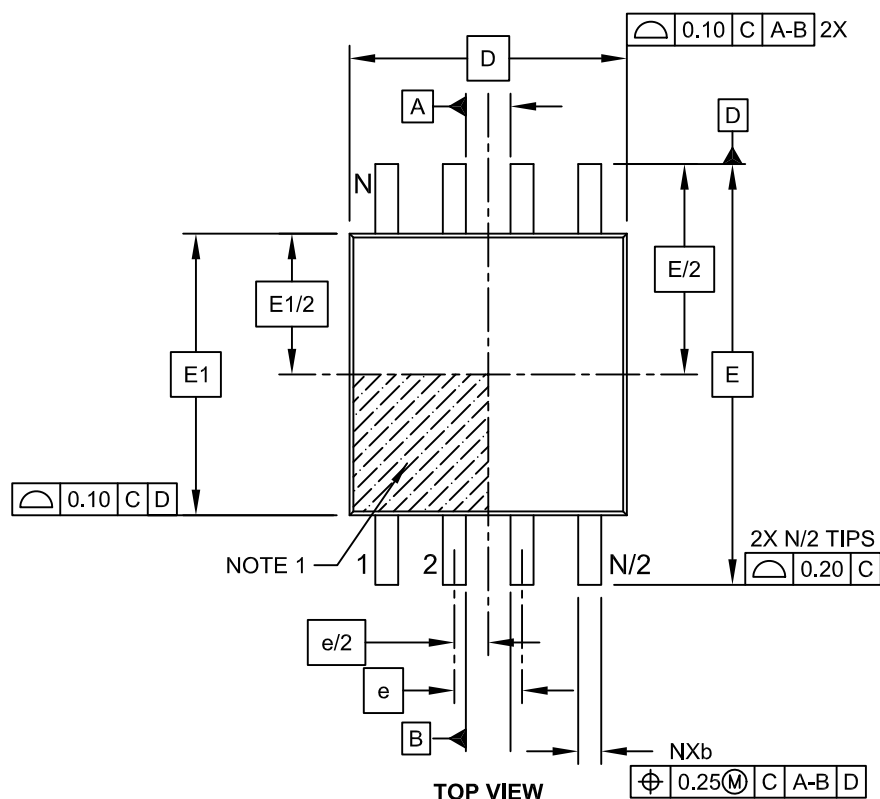 0.10 C A-B 2X
D
A
D
N
E/2
E1/2
E1
E
0.10 C D
2X N/2 TIPS
0.20 C
NOTE 1
1
2
N/2
e/2
e
B
NXb
0.25 Ⓜ C A-B D
TOP VIEW